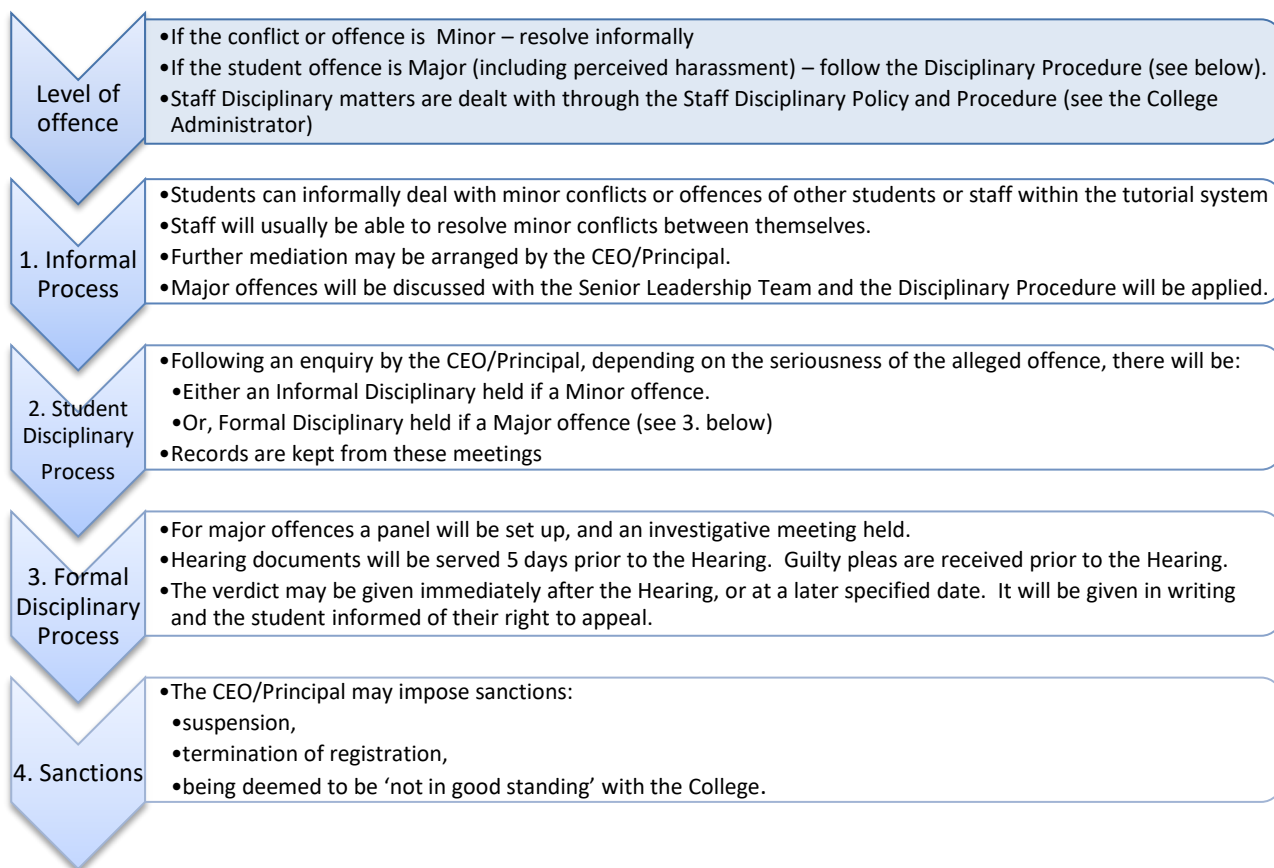 Level of
offence
•If the conflict or offence is Minor – resolve informally
•If the student offence is Major (including perceived harassment) – follow the Disciplinary Procedure (see below).
•Staff Disciplinary matters are dealt with through the Staff Disciplinary Policy and Procedure (see the College
Administrator)
1. Informal
Process
•Students can informally deal with minor conflicts or offences of other students or staff within the tutorial system
•Staff will usually be able to resolve minor conflicts between themselves.
•Further mediation may be arranged by the CEO/Principal.
•Major offences will be discussed with the Senior Leadership Team and the Disciplinary Procedure will be applied.
2. Student
Disciplinary
Process
•Following an enquiry by the CEO/Principal, depending on the seriousness of the alleged offence, there will be:
•Either an Informal Disciplinary held if a Minor offence.
•Or, Formal Disciplinary held if a Major offence (see 3. below)
•Records are kept from these meetings
3. Formal
Disciplinary
Process
•For major offences a panel will be set up, and an investigative meeting held.
•Hearing documents will be served 5 days prior to the Hearing. Guilty pleas are received prior to the Hearing.
•The verdict may be given immediately after the Hearing, or at a later specified date. It will be given in writing
and the student informed of their right to appeal.
4. Sanctions
•The CEO/Principal may impose sanctions:
•suspension,
•termination of registration,
•being deemed to be ‘not in good standing’ with the College.